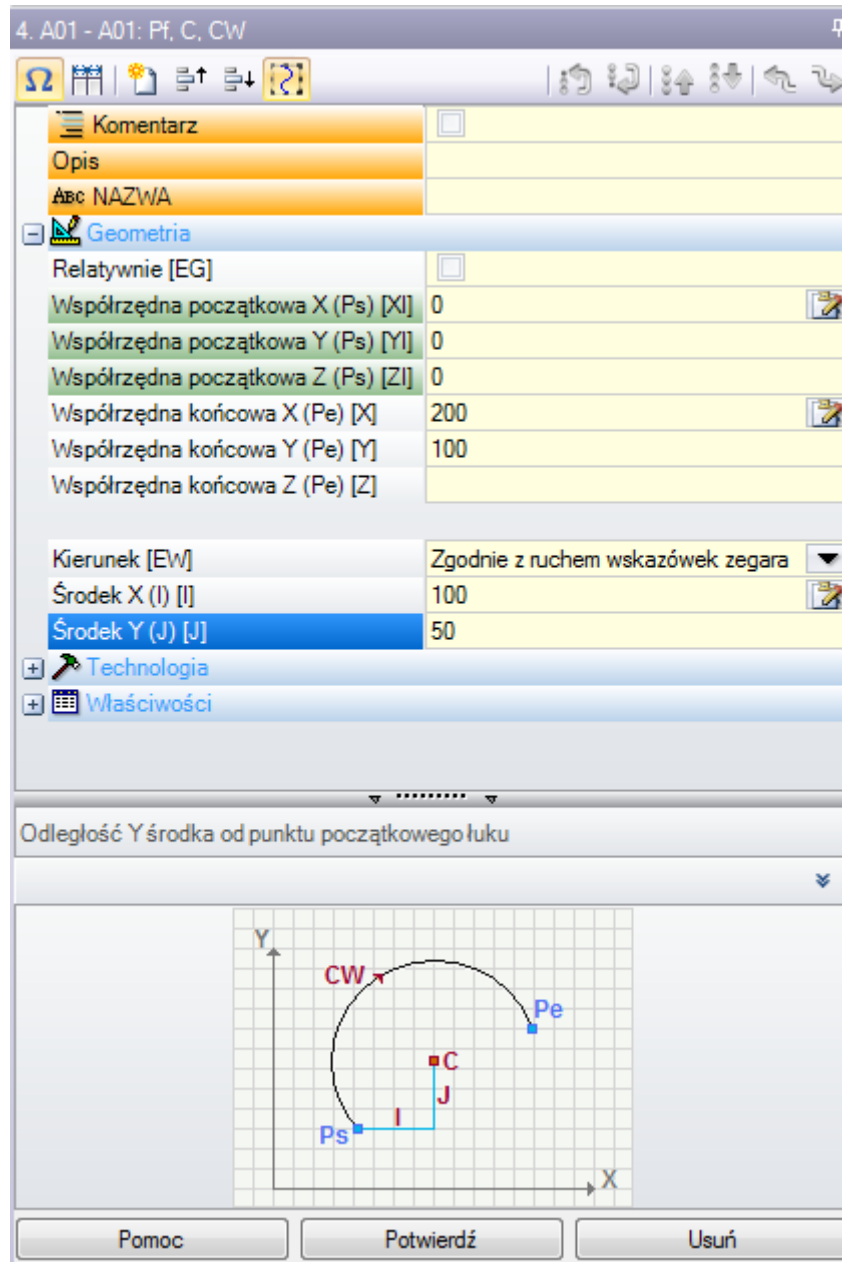 4. A01 - A01: Pf, C, CW
Ω
Komentarz
Opis
ABC NAZWA
Geometria
Relatywnie [EG]
Współrzędna początkowa X (Ps) [XI] 0
Współrzędna początkowa Y (Ps) [YI] 0
Współrzędna początkowa Z (Ps) [ZI] 0
Współrzędna końcowa X (Pe) [X] 200
Współrzędna końcowa Y (Pe) [Y] 100
Współrzędna końcowa Z (Pe) [Z]
Kierunek [EW] Zgodnie z ruchem wskazówek zegara
Środek X (I) [I] 100
Środek Y (J) [J] 50
Technologia
Właściwości
Odległość Y środka od punktu początkowego łuku
Y
CW
Pe
C
J
I
Ps
X
Pomoc Potwierdź Usuń